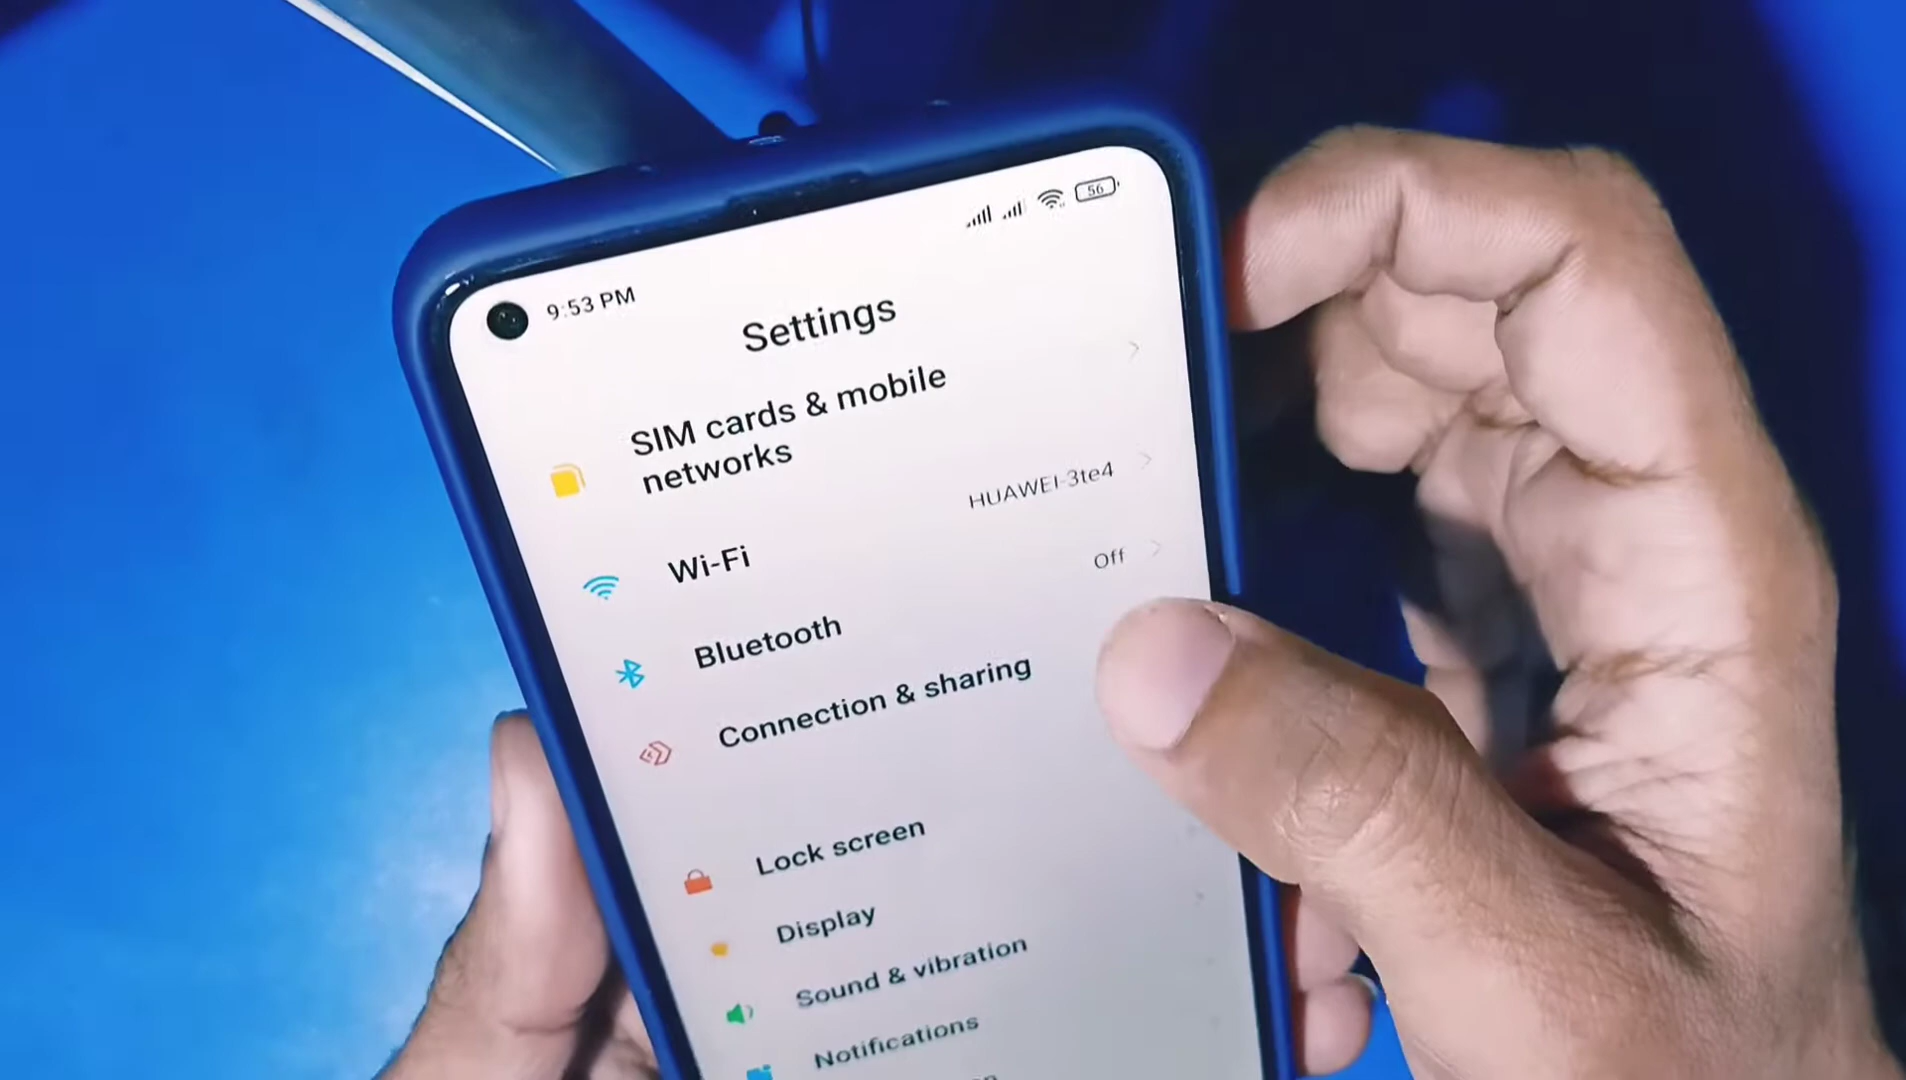 9:53 PM
56
Settings
SIM cards & mobile
networks
HUAWEI-3te4
Wi-Fi
Off
Bluetooth
Connection & sharing
Lock screen
Display
Sound & vibration
Notifications